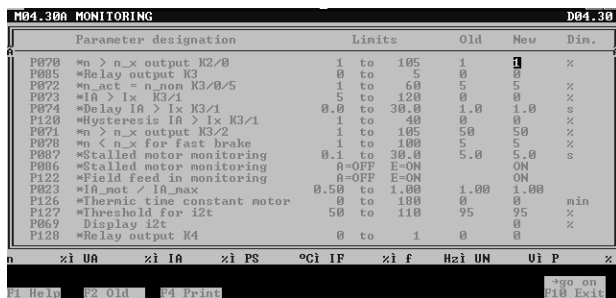 M04.30A MONITORING D04.30
Parameter designation Limits Old New Dim.
P070 *n > n_x output K2/0 1 to 105 1 1 %
P085 *Relay output K3 0 to 5 0 0
P072 *n_act = n_nom K3/0/5 1 to 60 5 5 %
P073 *IA > Ix K3/1 5 to 120 0 0 %
P074 *Delay IA > Ix K3/1 0.0 to 30.0 1.0 1.0 s
P120 *Hysteresis IA > Ix K3/1 1 to 40 0 0 %
P071 *n > n_x output K3/2 1 to 105 50 50 %
P078 *n < n_x for fast brake 1 to 100 5 5 %
P087 *Stalled motor monitoring 0.1 to 30.0 5.0 5.0 s
P086 *Stalled motor monitoring A=OFF E=ON ON
P122 *Field feed in monitoring A=OFF E=ON ON
P023 *IA_mot / IA_max 0.50 to 1.00 1.00 1.00
P126 *Thermic time constant motor 0 to 180 0 0 min
P127 *Threshold for i2t 50 to 110 95 95 %
P069 Display i2t 0 %
P128 *Relay output K4 0 to 1 0 0
n %ì UA %ì IA %ì PS ºCì IF %ì f Hzì UN Vì P %
→go on
F1 Help F2 Old F4 Print F10 Exit